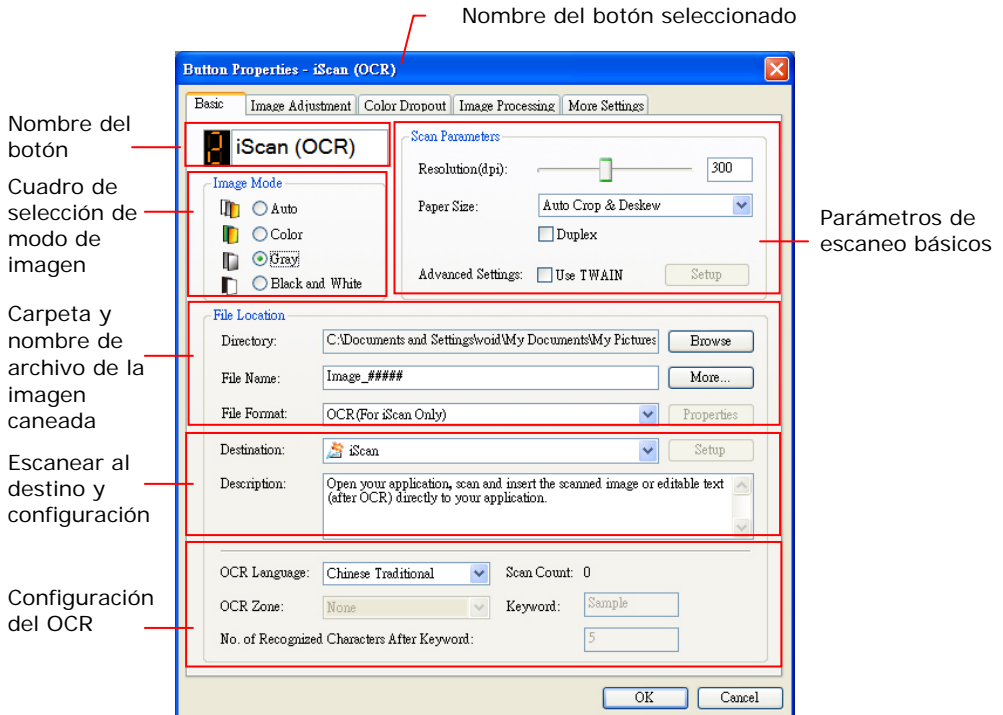 Nombre del botón seleccionado
Button Properties - iScan (OCR)
Basic Image Adjustment Color Dropout Image Processing More Settings
Nombre del
botón
2 iScan (OCR)
Cuadro de
selección de
modo de
imagen
Image Mode
Auto
Color
Gray
Black and White
Scan Parameters
Resolution(dpi): 300
Paper Size: Auto Crop & Deskew
Duplex
Advanced Settings: Use TWAIN Setup
Parámetros de
escaneo básicos
Carpeta y
nombre de
archivo de la
imagen
caneada
File Location
Directory: C:\Documents and Settings\void\My Documents\My Pictures Browse
File Name: Image_##### More...
File Format: OCR(For iScan Only) Properties
Escanear al
destino y
configuración
Destination: iScan Setup
Description: Open your application, scan and insert the scanned image or editable text
(after OCR) directly to your application.
Configuración
del OCR
OCR Language: Chinese Traditional Scan Count: 0
OCR Zone: None Keyword: Sample
No. of Recognized Characters After Keyword: 5
OK Cancel